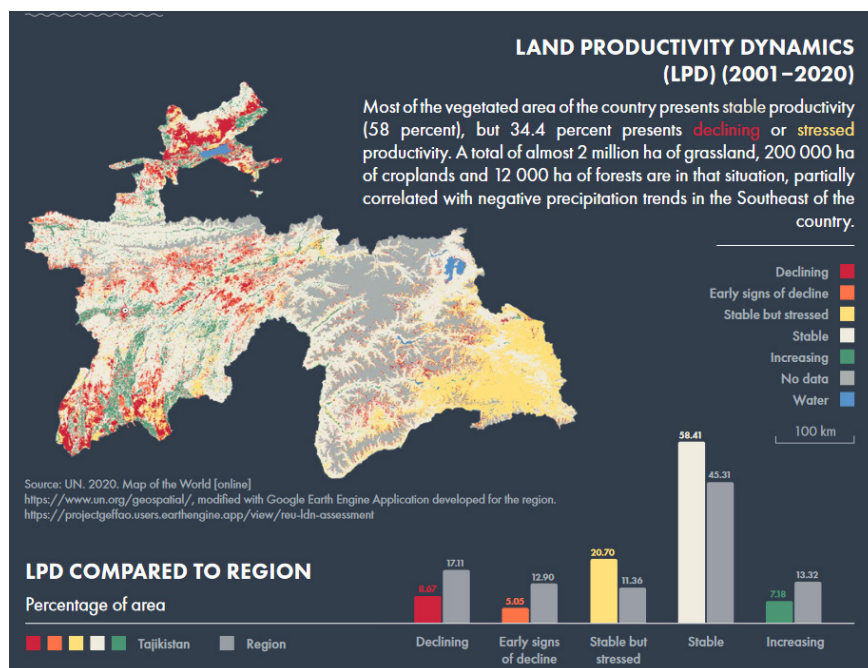 LAND PRODUCTIVITY DYNAMICS
(LPD) (2001–2020)
Most of the vegetated area of the country presents stable productivity
(58 percent), but 34.4 percent presents declining or stressed
productivity. A total of almost 2 million ha of grassland, 200 000 ha
of croplands and 12 000 ha of forests are in that situation, partially
correlated with negative precipitation trends in the Southeast of the
country.
Declining
Early signs of decline
Stable but stressed
Stable
Increasing
No data
Water
100 km
Source: UN. 2020. Map of the World [online]
https://www.un.org/geospatial/, modified with Google Earth Engine Application developed for the region.
https://projectgeffao.users.earthengine.app/view/reu-ldn-assessment
LPD COMPARED TO REGION
Percentage of area
Tajikistan
Region
8.67
17.11
5.05
12.90
20.70
11.36
58.41
45.31
7.18
13.32
Declining
Early signs
of decline
Stable but
stressed
Stable
Increasing